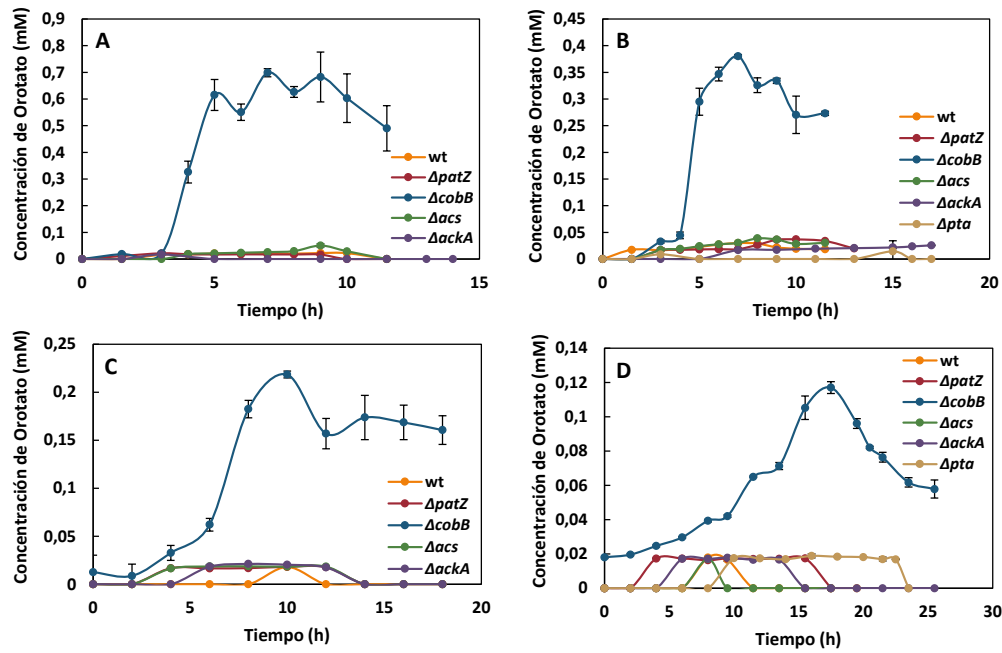 A
Concentración de Orotato (mM)
0,9
0,8
0,7
0,6
0,5
0,4
0,3
0,2
0,1
0
0 5 10 15
Tiempo (h)
wt
ΔpatZ
ΔcobB
Δacs
ΔackA
B
Concentración de Orotato (mM)
0,45
0,4
0,35
0,3
0,25
0,2
0,15
0,1
0,05
0
0 5 10 15 20
Tiempo (h)
wt
ΔpatZ
ΔcobB
Δacs
ΔackA
Δpta
C
Concentración de Orotato (mM)
0,25
0,2
0,15
0,1
0,05
0
0 5 10 15 20
Tiempo (h)
wt
ΔpatZ
ΔcobB
Δacs
ΔackA
D
Concentración de Orotato (mM)
0,14
0,12
0,10
0,08
0,06
0,04
0,02
0,00
0 5 10 15 20 25 30
Tiempo (h)
wt
ΔpatZ
ΔcobB
Δacs
ΔackA
Δpta